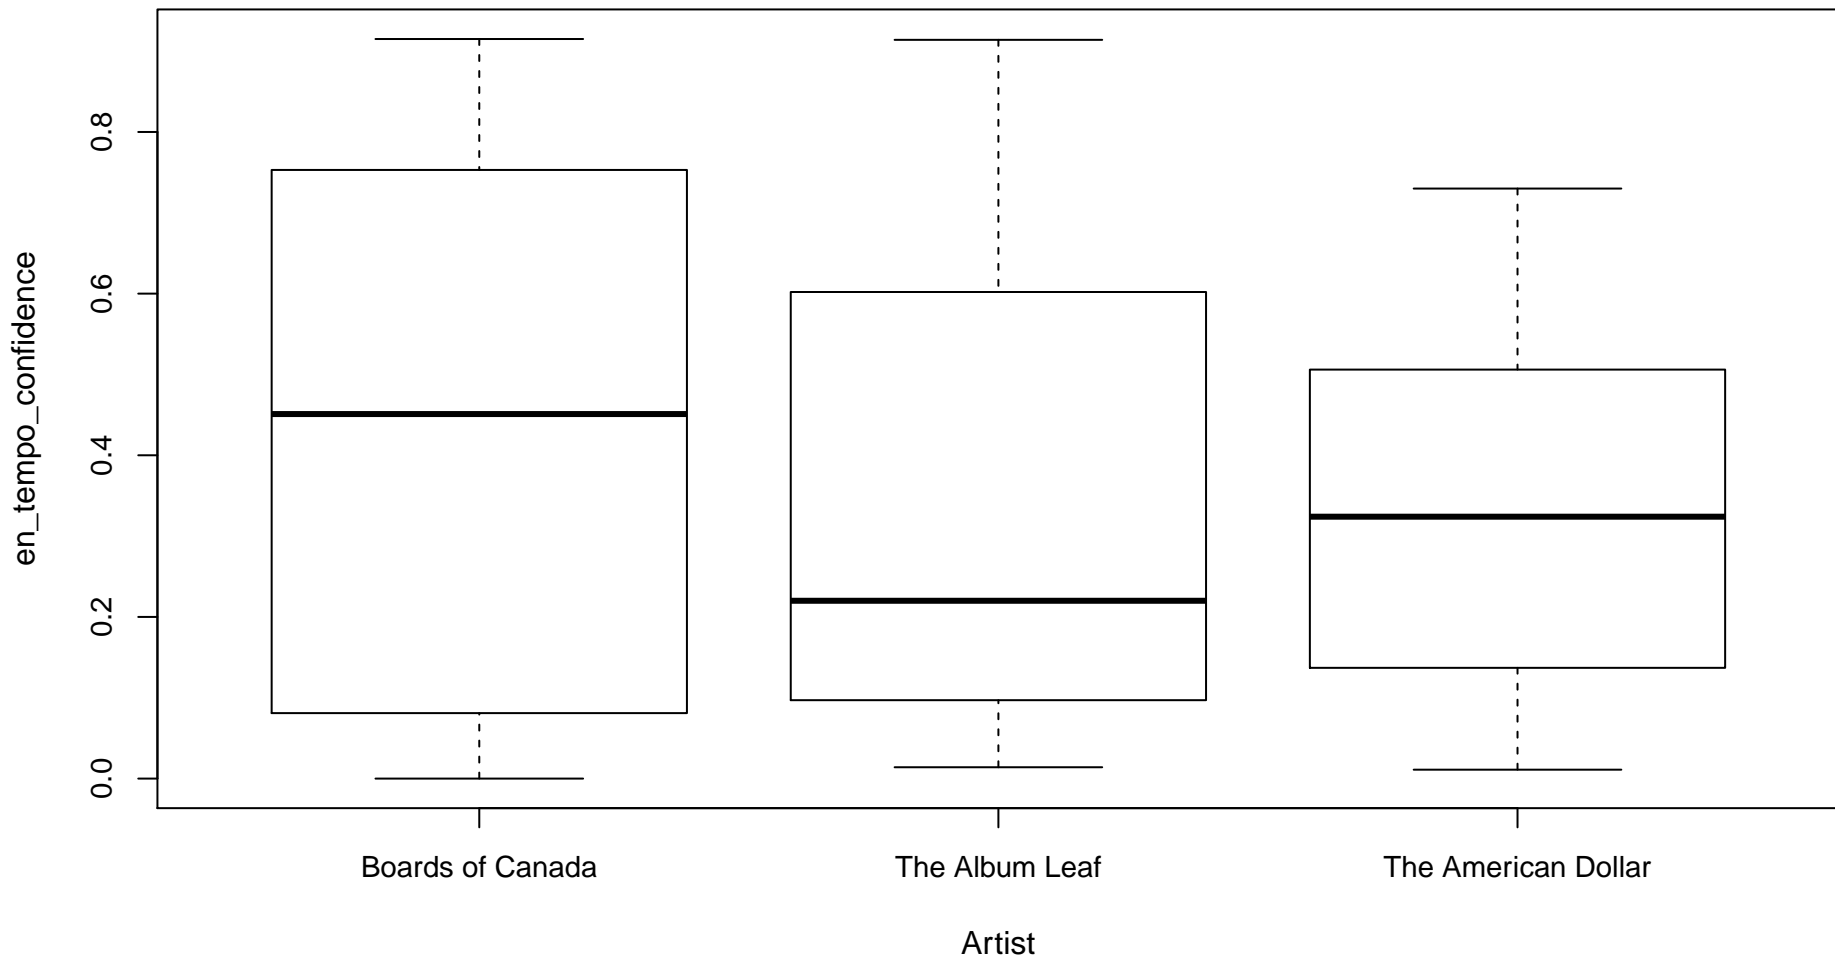 en_tempo_confidence
0.8
0.6
0.4
0.2
0.0
Boards of Canada
The Album Leaf
The American Dollar
Artist